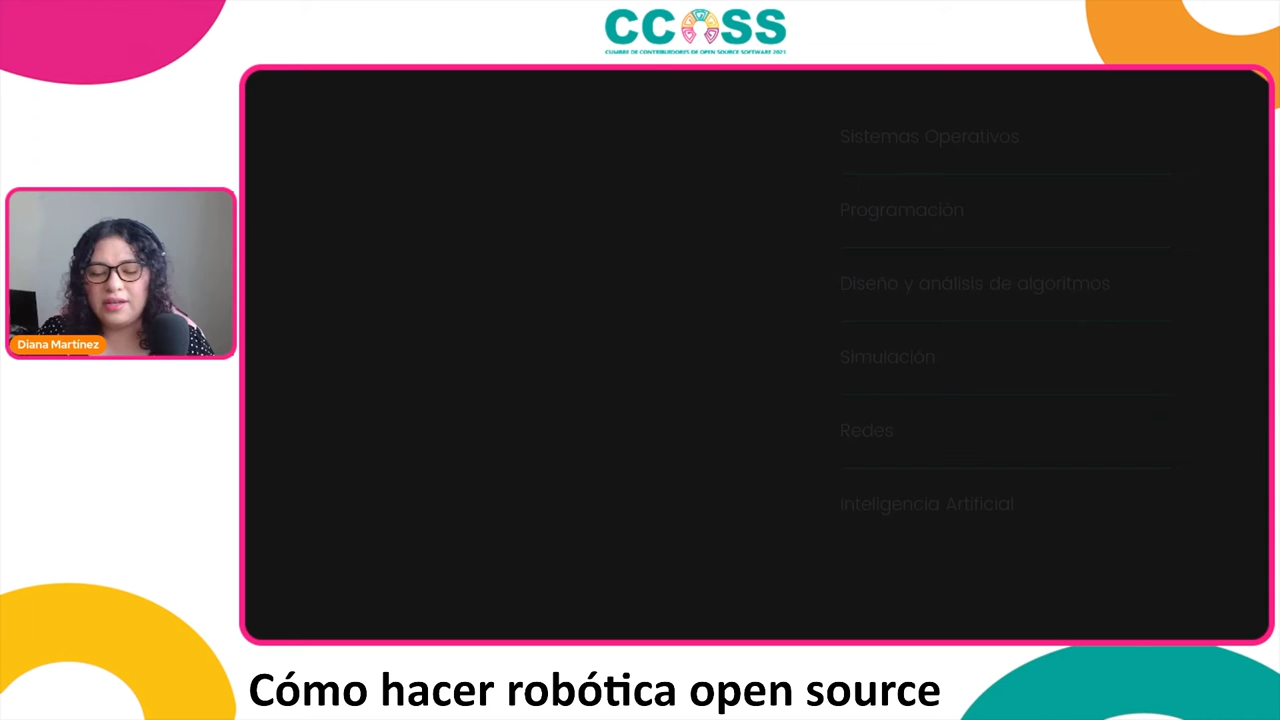 CCOSS
CUMBRE DE CONTRIBUIDORES DE OPEN SOURCE SOFTWARE 2021
Sistemas Operativos
Programación
Diseño y análisis de algoritmos
Simulación
Redes
Inteligencia Artificial
Diana Martínez
Cómo hacer robótica open source